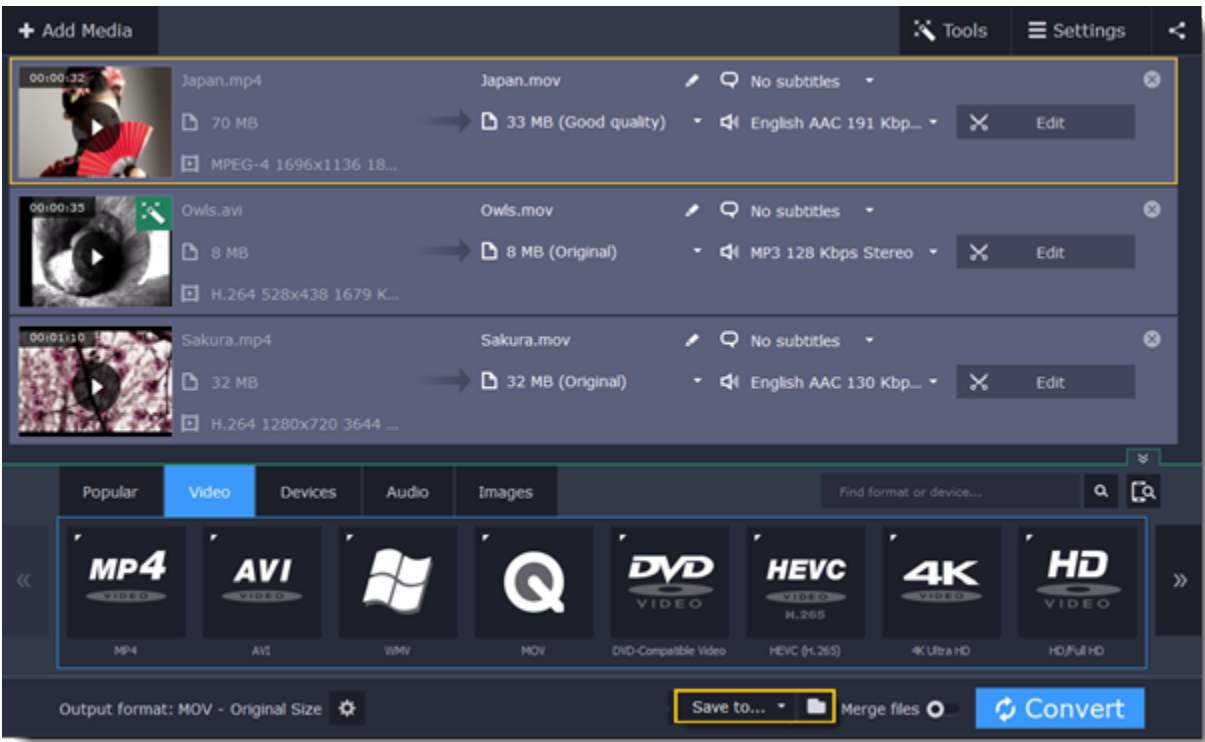 Add Media
Tools
Settings
00:00:32
Japan.mp4
Japan.mov
No subtitles
70 MB
33 MB (Good quality)
English AAC 191 Kbp...
Edit
MPEG-4 1696x1136 18...
00:00:35
Owls.avi
Owls.mov
No subtitles
8 MB
8 MB (Original)
MP3 128 Kbps Stereo
Edit
H.264 528x438 1679 K...
00:01:10
Sakura.mp4
Sakura.mov
No subtitles
32 MB
32 MB (Original)
English AAC 130 Kbp...
Edit
H.264 1280x720 3644 ...
Popular
Video
Devices
Audio
Images
Find format or device...
MP4
VIDEO
AVI
VIDEO
DVD
VIDEO
HEVC
VIDEO
H.265
4K
VIDEO
HD
VIDEO
MP4
AVI
WMV
MOV
DVD-Compatible Video
HEVC (H.265)
4K Ultra HD
HD/Full HD
Output format: MOV - Original Size
Save to...
Merge files
Convert